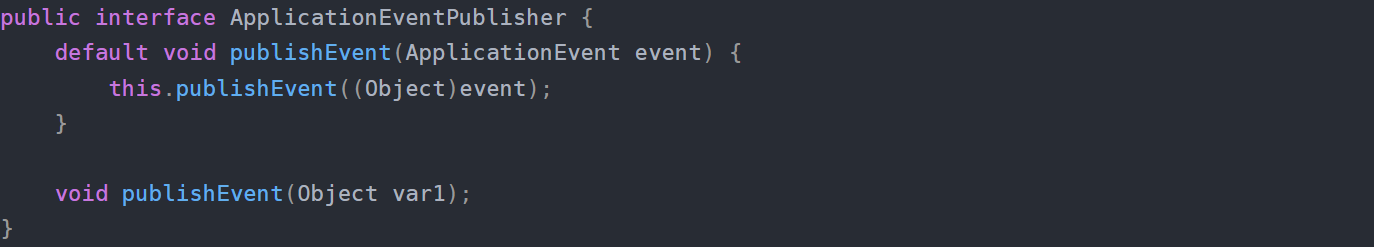 public interface ApplicationEventPublisher {
    default void publishEvent(ApplicationEvent event) {
        this.publishEvent((Object)event);
    }

    void publishEvent(Object var1);
}